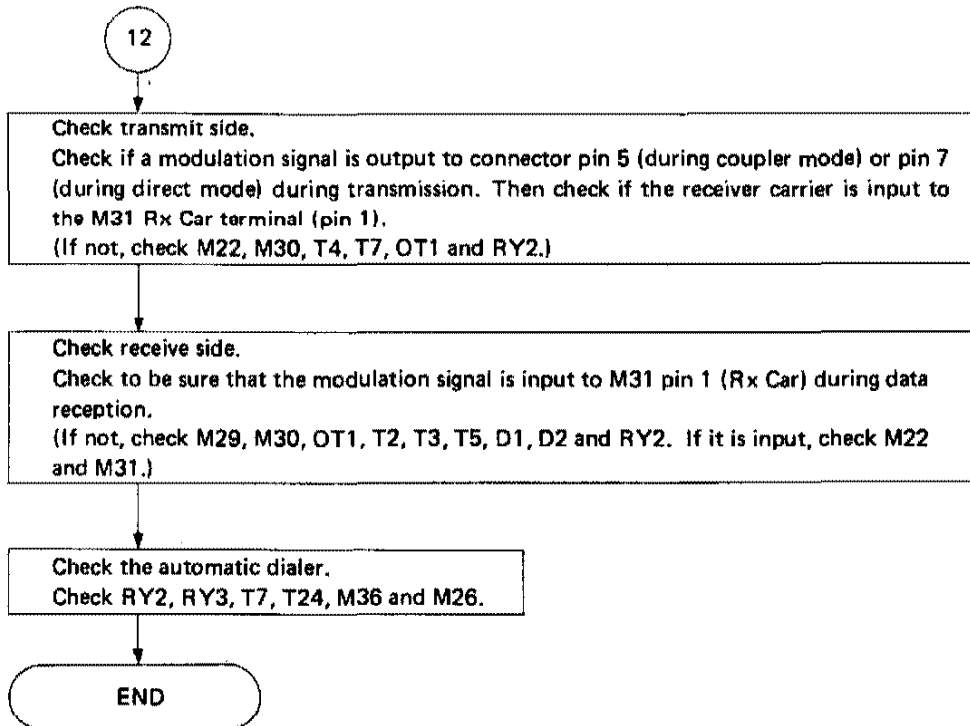 12
Check transmit side.
Check if a modulation signal is output to connector pin 5 (during coupler mode) or pin 7
(during direct mode) during transmission. Then check if the receiver carrier is input to
the M31 Rx Car terminal (pin 1).
(If not, check M22, M30, T4, T7, OT1 and RY2.)
Check receive side.
Check to be sure that the modulation signal is input to M31 pin 1 (Rx Car) during data
reception.
(If not, check M29, M30, OT1, T2, T3, T5, D1, D2 and RY2. If it is input, check M22
and M31.)
Check the automatic dialer.
Check RY2, RY3, T7, T24, M36 and M26.
END